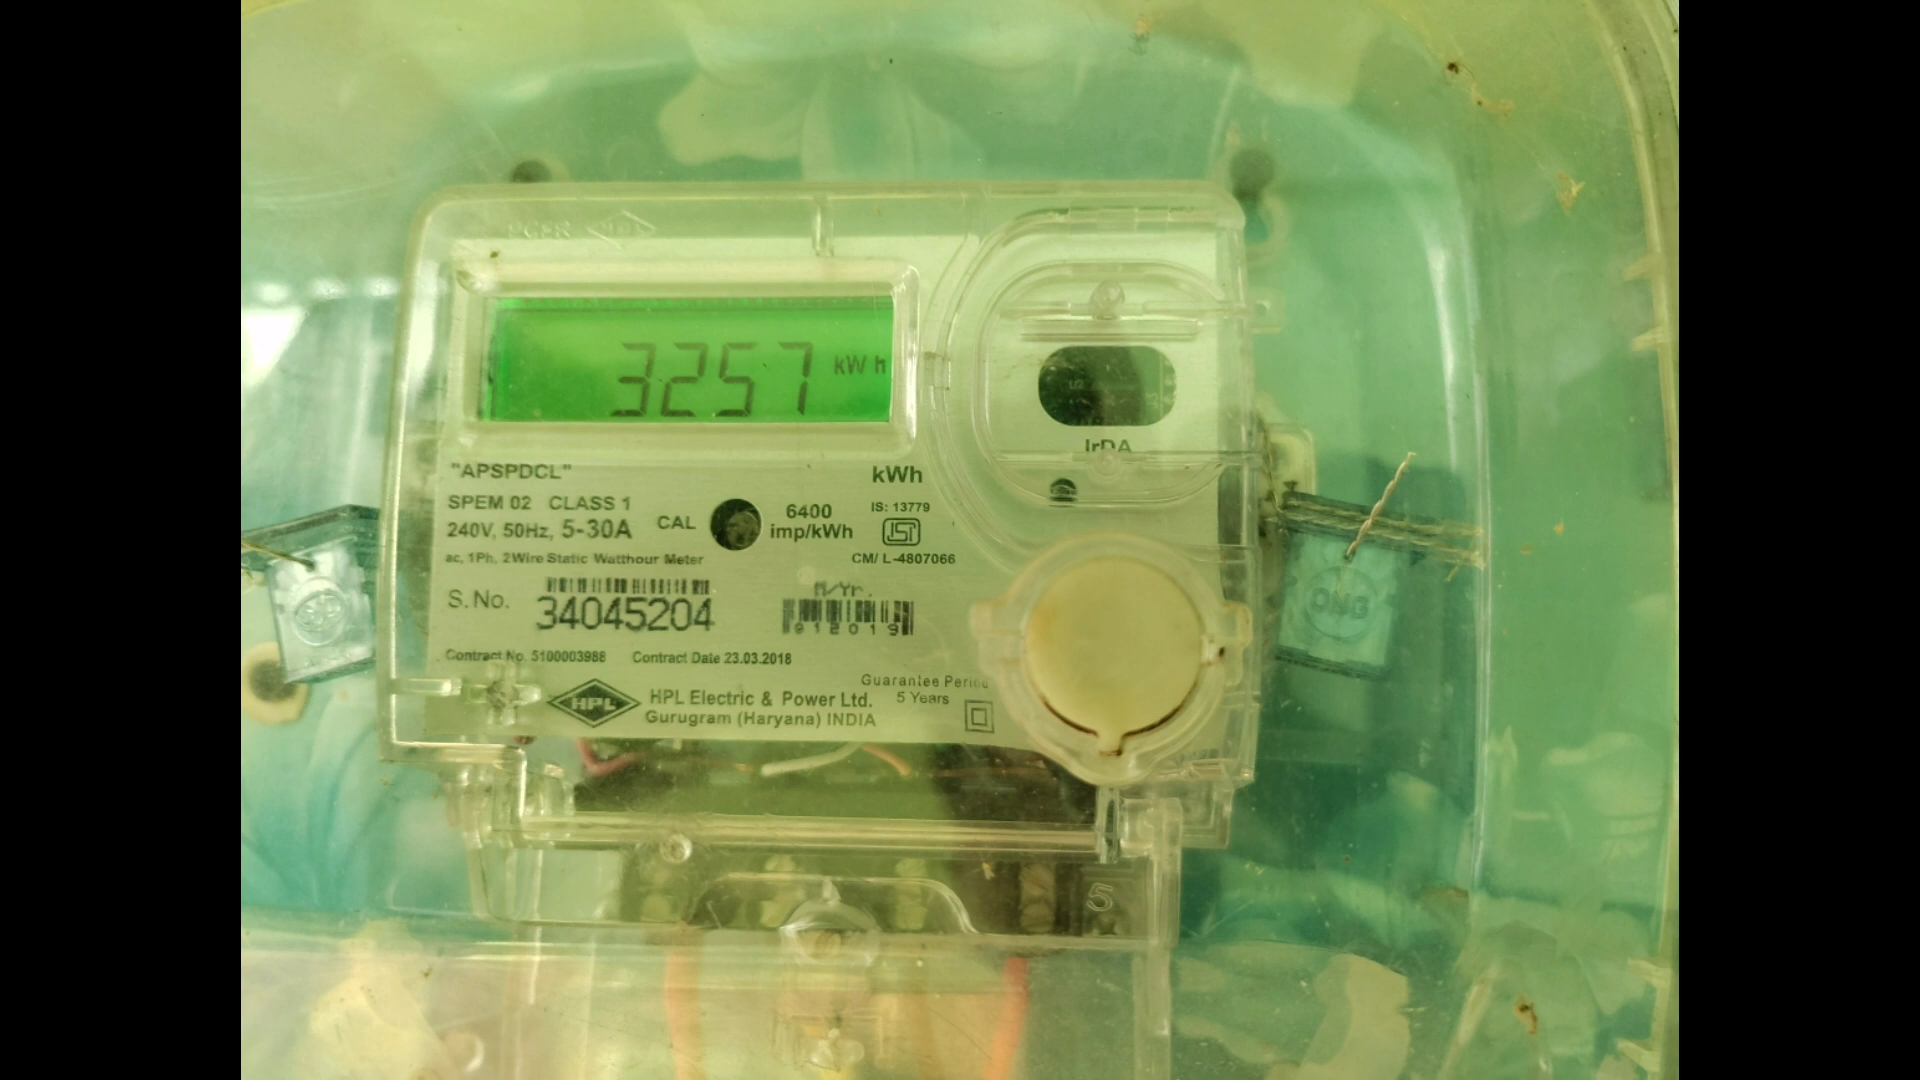 3257 kWh
"APSPDCL"
kWh
SPEM 02 CLASS 1
240V, 50Hz, 5-30A
CAL
6400
imp/kWh
IS: 13779
ISI
CM/ L-4807066
ac, 1Ph, 2Wire Static Watthour Meter
S.No. 34045204
M/Yr.
Contract No. 5100003988 Contract Date 23.03.2018
Guarantee
5 Years
HPL
HPL Electric & Power Ltd.
Gurugram (Haryana) INDIA
IrDA
5